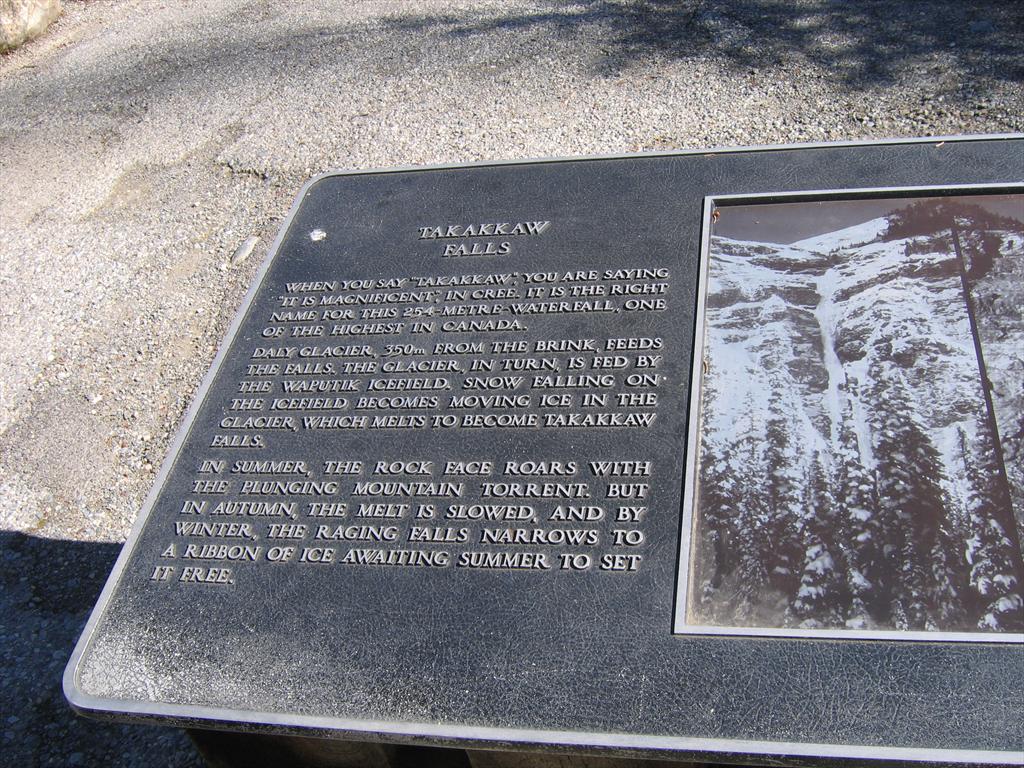 TAKAKKAW
FALLS
WHEN YOU SAY "TAKAKKAW," YOU ARE SAYING
"IT IS MAGNIFICENT", IN CREE. IT IS THE RIGHT
NAME FOR THIS 254-METRE-WATERFALL, ONE
OF THE HIGHEST IN CANADA.
DALY GLACIER, 350m FROM THE BRINK, FEEDS
THE FALLS. THE GLACIER, IN TURN, IS FED BY
THE WAPUTIK ICEFIELD. SNOW FALLING ON
THE ICEFIELD BECOMES MOVING ICE IN THE
GLACIER, WHICH MELTS TO BECOME TAKAKKAW
FALLS.
IN SUMMER, THE ROCK FACE ROARS WITH
THE PLUNGING MOUNTAIN TORRENT. BUT
IN AUTUMN, THE MELT IS SLOWED, AND BY
WINTER, THE RAGING FALLS NARROWS TO
A RIBBON OF ICE AWAITING SUMMER TO SET
IT FREE.